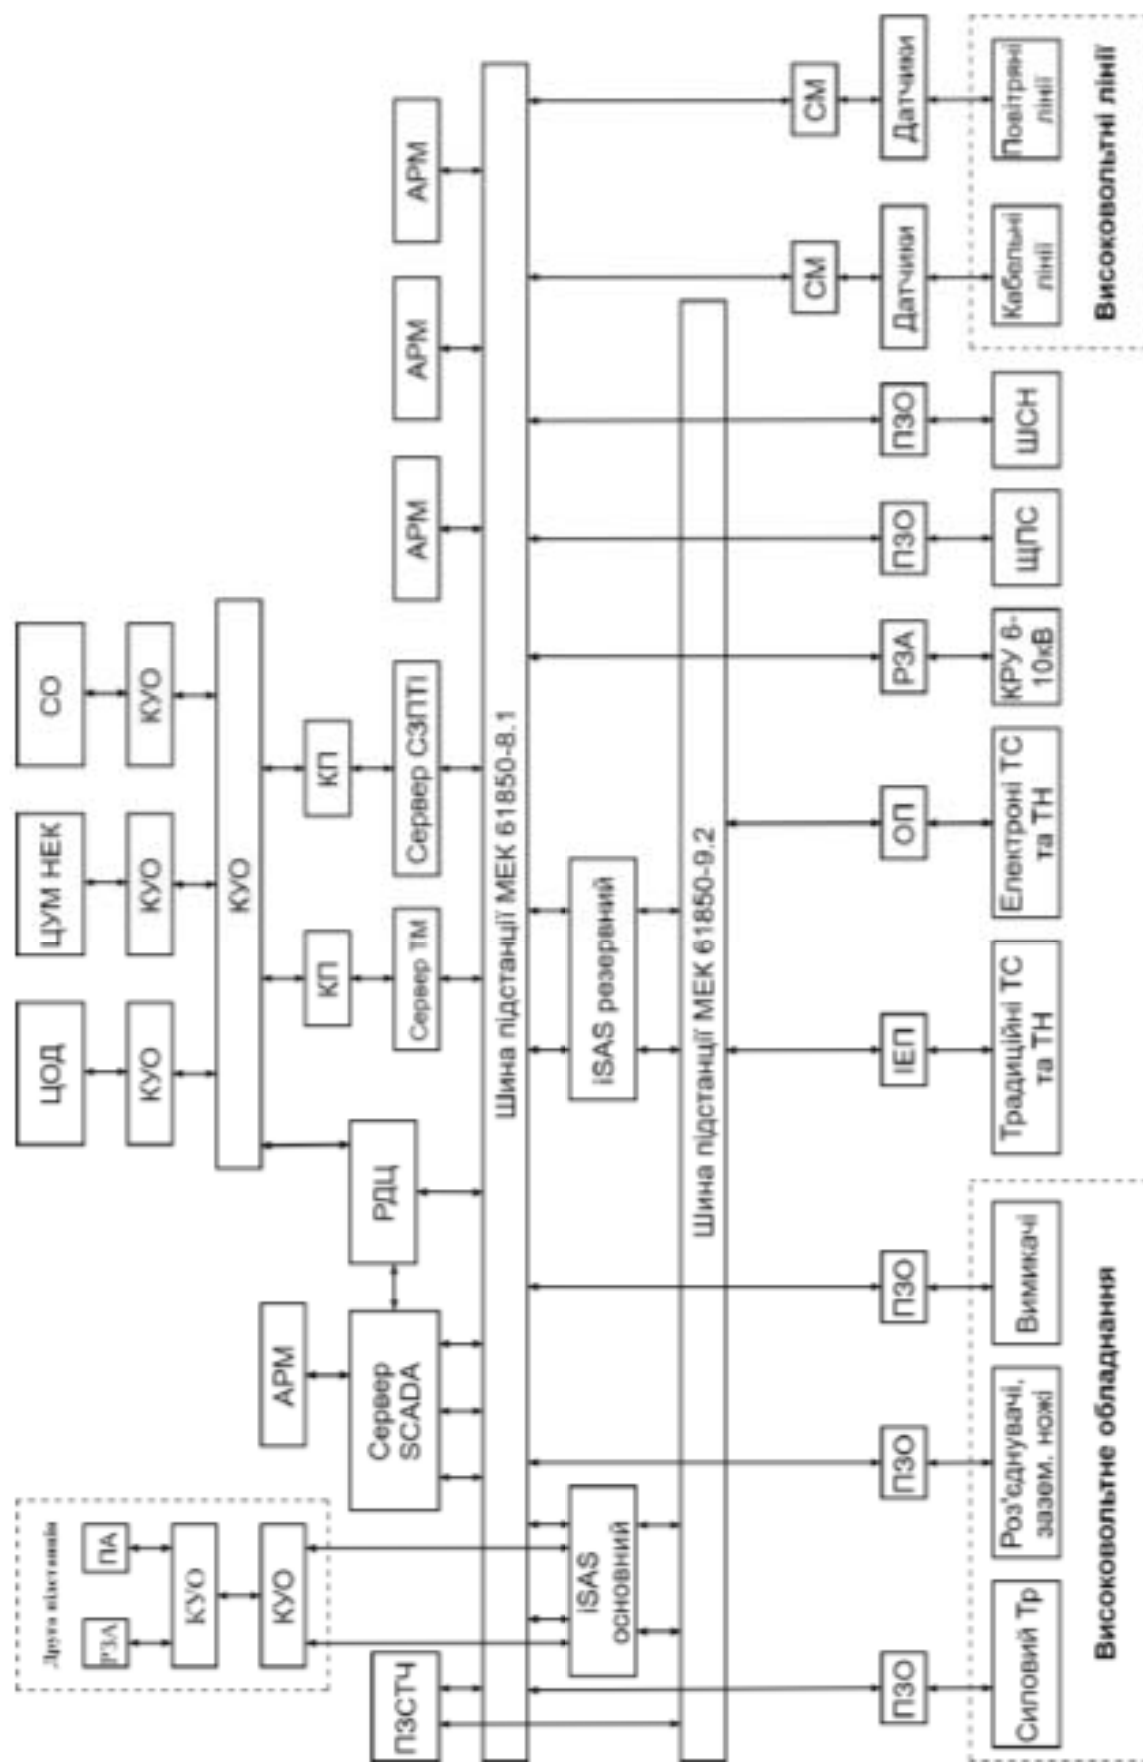 Друга підстанція
ЦОД
ЦУМ НЕК
СО
РЗА
ПА
КУО
КУО
КУО
КУО
КУО
КУО
АРМ
КП
КП
ПЗСТЧ
Сервер
SCADA
РДЦ
Сервер ТМ
Сервер СЗПТІ
АРМ
АРМ
АРМ
Шина підстанції МЕК 61850-8.1
iSAS
основний
iSAS резервний
Шина підстанції МЕК 61850-9.2
СМ
СМ
ПЗО
ПЗО
ПЗО
ІЕП
ОП
РЗА
ПЗО
ПЗО
Датчики
Датчики
Силовий Тр
Роз'єднувачі,
зазем. ножі
Вимикачі
Традиційні ТС
та ТН
Електроні ТС
та ТН
КРУ 6-
10кВ
ЩПС
ШСН
Кабельні
лінії
Повітряні
лінії
Високовольтне обладнання
Високовольтні лінії